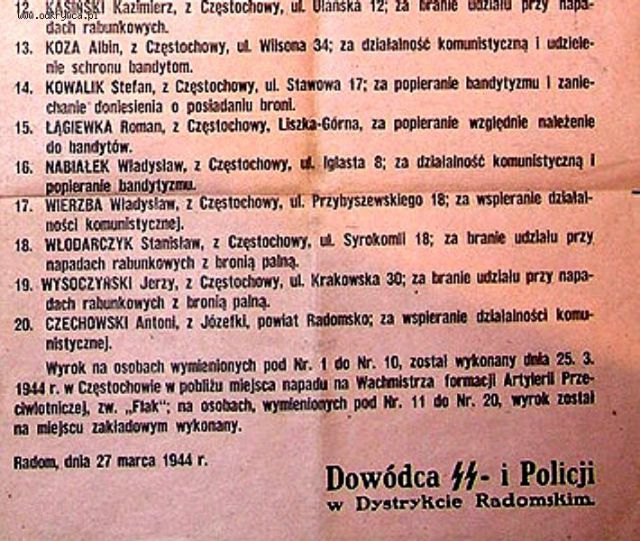 12. KASIŃSKI Kazimierz, z Częstochowy, ul. Ułańska 12; za branie udziału przy napa-
www.odkrywca.pl
dach rabunkowych.
13. KOZA Albin, z Częstochowy, ul. Wilsona 34; za działalność komunistyczną i udziele-
nie schronu bandytom.
14. KOWALIK Stefan, z Częstochowy, ul. Stawowa 17; za popieranie bandytyzmu i zanie-
chanie doniesienia o posiadaniu broni.
15. ŁĄGIEWKA Roman, z Częstochowy, Liszka-Górna, za popieranie względnie należenie
do bandytów.
16. NABIAŁEK Władysław, z Częstochowy, ul. Iglasta 8; za działalność komunistyczną i
popieranie bandytyzmu.
17. WIERZBA Władysław, z Częstochowy, ul. Przybyszewskiego 18; za wspieranie działal-
ności komunistycznej.
18. WŁODARCZYK Stanisław, z Częstochowy, ul. Syrokomli 18; za branie udziału przy
napadach rabunkowych z bronią palną.
19. WYSOCZYŃSKI Jerzy, z Częstochowy, ul. Krakowska 30; za branie udziału przy napa-
dach rabunkowych z bronią palną.
20. CZECHOWSKI Antoni, z Józefki, powiat Radomsko; za wspieranie działalności komu-
nistycznej.
Wyrok na osobach wymienionych pod Nr. 1 do Nr. 10, został wykonany dnia 25. 3.
1944 r. w Częstochowie w pobliżu miejsca napadu na Wachmistrza formacji Artylerii Prze-
ciwlotniczej, zw. „Flak“; na osobach, wymienionych pod Nr. 11 do Nr. 20, wyrok został
na miejscu zakładowym wykonany.
Radom, dnia 27 marca 1944 r.
Dowódca SS- i Policji
w Dystrykcie Radomskim.